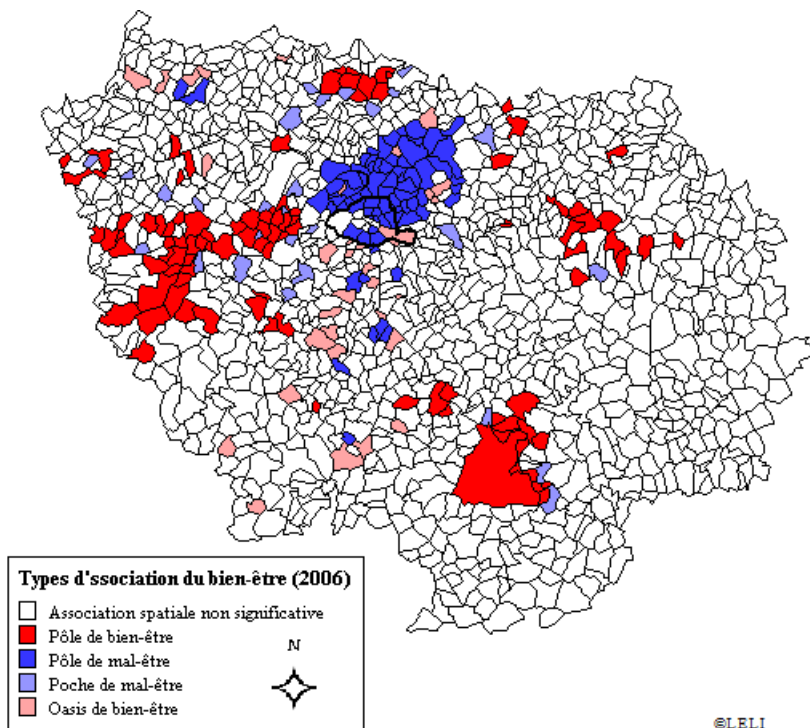 Types d'ssociation du bien-être (2006)
Association spatiale non significative
Pôle de bien-être
Pôle de mal-être
Poche de mal-être
Oasis de bien-être
N
©LELI